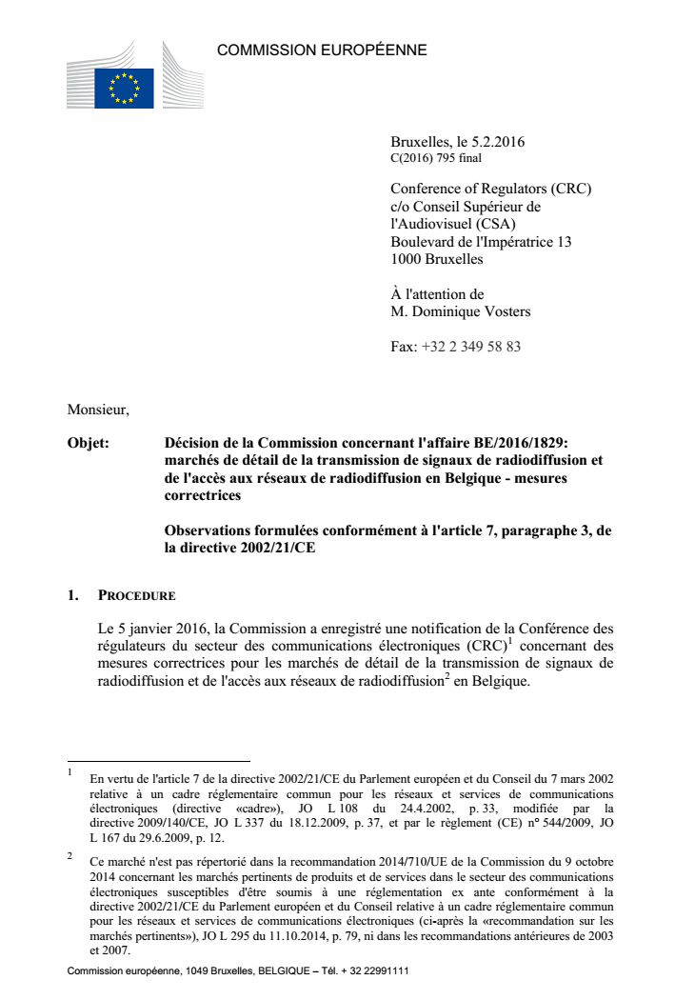 COMMISSION EUROPÉENNE
Bruxelles, le 5.2.2016
C(2016) 795 final
Conference of Regulators (CRC)
c/o Conseil Supérieur de
l'Audiovisuel (CSA)
Boulevard de l'Impératrice 13
1000 Bruxelles
À l'attention de
M. Dominique Vosters
Fax: +32 2 349 58 83
Monsieur,
Objet: Décision de la Commission concernant l'affaire BE/2016/1829:
marchés de détail de la transmission de signaux de radiodiffusion et
de l'accès aux réseaux de radiodiffusion en Belgique - mesures
correctrices
Observations formulées conformément à l'article 7, paragraphe 3, de
la directive 2002/21/CE
1. PROCEDURE
Le 5 janvier 2016, la Commission a enregistré une notification de la Conférence des
régulateurs du secteur des communications électroniques (CRC)1 concernant des
mesures correctrices pour les marchés de détail de la transmission de signaux de
radiodiffusion et de l'accès aux réseaux de radiodiffusion2 en Belgique.
1 En vertu de l'article 7 de la directive 2002/21/CE du Parlement européen et du Conseil du 7 mars 2002
relative à un cadre réglementaire commun pour les réseaux et services de communications
électroniques (directive «cadre»), JO L 108 du 24.4.2002, p. 33, modifiée par la
directive 2009/140/CE, JO L 337 du 18.12.2009, p. 37, et par le règlement (CE) n° 544/2009, JO
L 167 du 29.6.2009, p. 12.
2 Ce marché n'est pas répertorié dans la recommandation 2014/710/UE de la Commission du 9 octobre
2014 concernant les marchés pertinents de produits et de services dans le secteur des communications
électroniques susceptibles d'être soumis à une réglementation ex ante conformément à la
directive 2002/21/CE du Parlement européen et du Conseil relative à un cadre réglementaire commun
pour les réseaux et services de communications électroniques (ci-après la «recommandation sur les
marchés pertinents»), JO L 295 du 11.10.2014, p. 79, ni dans les recommandations antérieures de 2003
et 2007.
Commission européenne, 1049 Bruxelles, BELGIQUE – Tél. + 32 22991111